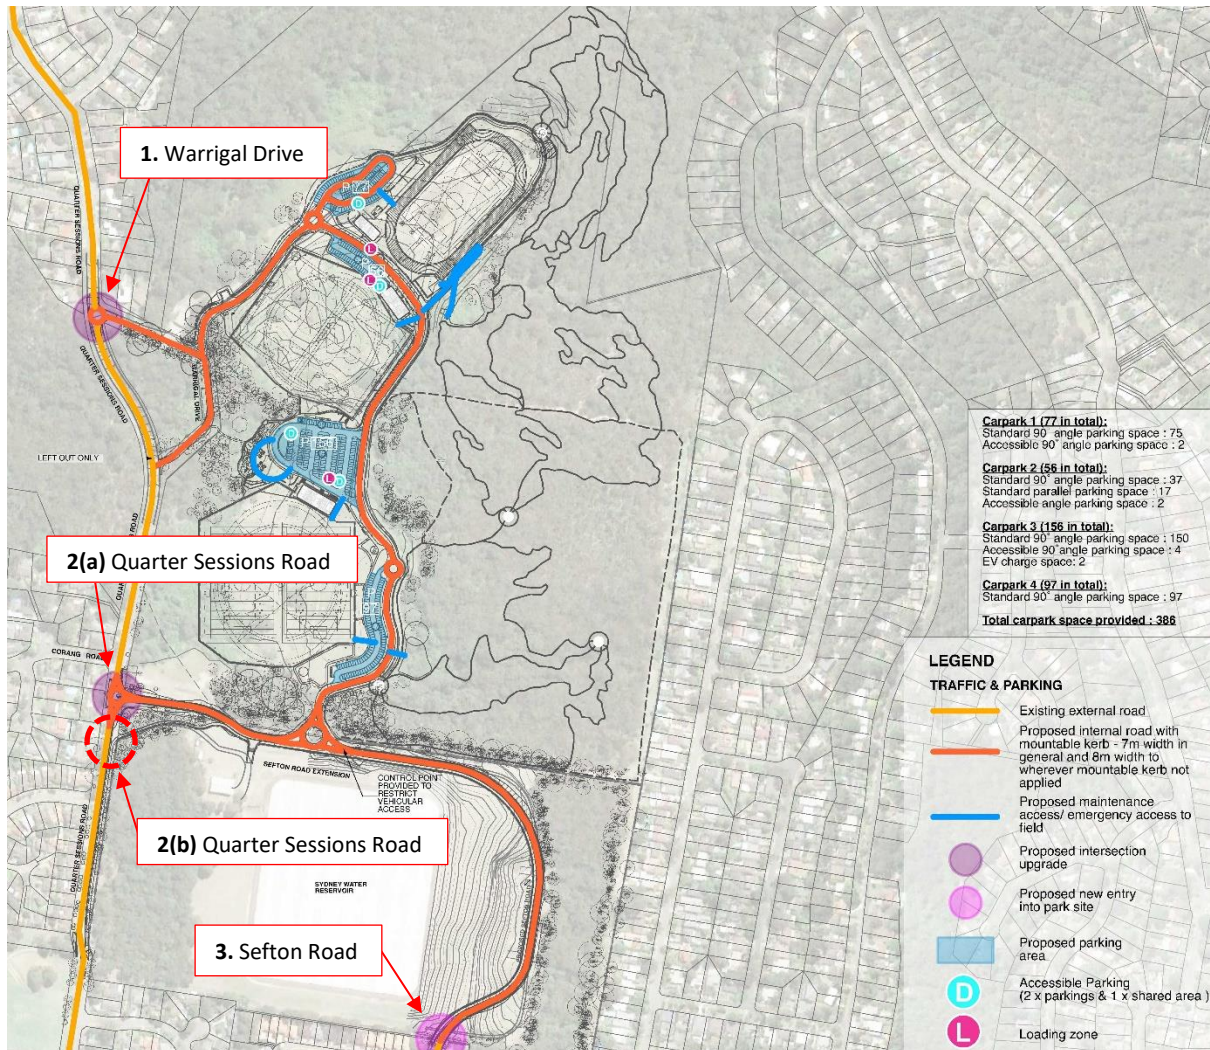 1. Warrigal Drive
QUARTER SESSIONS ROAD
QUARTER SESSIONS ROAD
WARRIGAL DRIVE
LEFT OUT ONLY
2(a) Quarter Sessions Road
CORANG ROAD
SEFTON ROAD EXTENSION
CONTROL POINT
PROVIDED TO
RESTRICT
VEHICULAR
ACCESS
2(b) Quarter Sessions Road
QUARTER SESSIONS ROAD
SYDNEY WATER
RESERVOIR
3. Sefton Road
D
L
L
D
D
L
D
Carpark 1 (77 in total):
Standard 90° angle parking space : 75
Accessible 90° angle parking space : 2
Carpark 2 (56 in total):
Standard 90° angle parking space : 37
Standard parallel parking space : 17
Accessible angle parking space : 2
Carpark 3 (156 in total):
Standard 90° angle parking space : 150
Accessible 90° angle parking space : 4
EV charge space: 2
Carpark 4 (97 in total):
Standard 90° angle parking space : 97
Total carpark space provided : 386
LEGEND
TRAFFIC & PARKING
Existing external road
Proposed internal road with
mountable kerb - 7m width in
general and 8m width to
wherever mountable kerb not
applied
Proposed maintenance
access/ emergency access to
field
Proposed intersection
upgrade
Proposed new entry
into park site
Proposed parking
area
D
Accessible Parking
(2 x parkings & 1 x shared area )
L
Loading zone